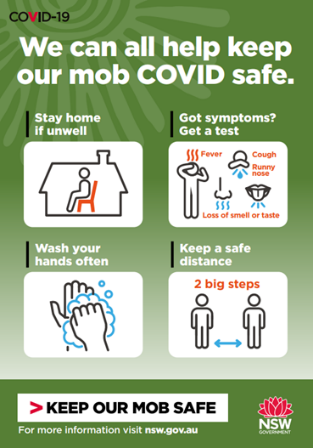 COVID-19
We can all help keep
our mob COVID safe.
Stay home
if unwell
Got symptoms?
Get a test
Fever
Cough
Runny
nose
Loss of smell or taste
Wash your
hands often
Keep a safe
distance
2 big steps
> KEEP OUR MOB SAFE
For more information visit nsw.gov.au
NSW
GOVERNMENT